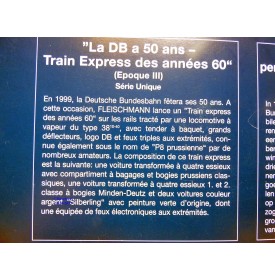 "La DB a 50 ans –
Train Express des années 60"
(Epoque III)
Série Unique
En 1999, la Deutsche Bundesbahn fêtera ses 50 ans. A
cette occasion, FLEISCHMANN lance un "Train Express
des années 60" sur les rails tracté par une locomotive à
vapeur du type 38¹⁰⁻⁴⁰, avec tender à baquet, grands
déflecteurs, logo DB et feux triples aux extrémités, con-
nue également sous le nom de "P8 prussienne" par de
nombreux amateurs. La composition de ce train express
est la suivante: une voiture transformée à quatre essieux
avec compartiment à bagages et bogies prussiens clas-
siques, une voiture transformée à quatre essieux 1. et 2.
classe à bogies Minden-Deutz et deux voitures couleur
argent "Silberling" avec peinture verte d'origine, dont
une équipée de feux électroniques aux extrémités.